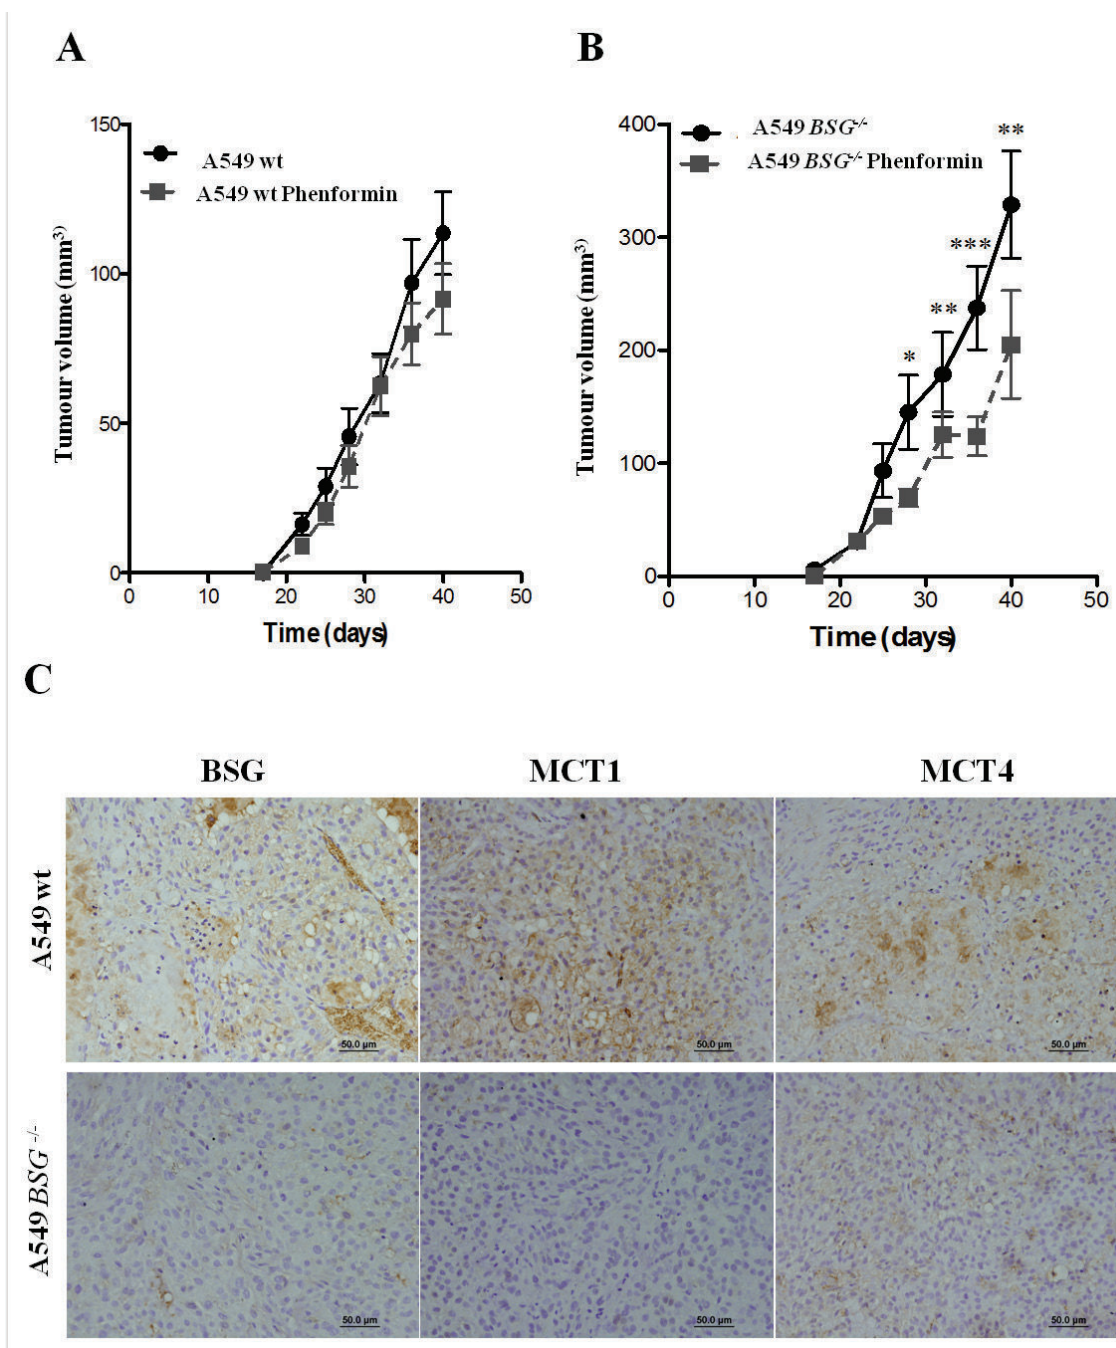 A
B
150
A549 wt
A549 wt Phenformin
100
50
0
Tumour volume (mm³)
0 10 20 30 40 50
Time (days)
400
A549 BSG-/-
A549 BSG-/- Phenformin
**
***
**
*
300
200
100
0
Tumour volume (mm³)
0 10 20 30 40 50
Time (days)
C
BSG MCT1 MCT4
A549 wt
50.0 µm 50.0 µm 50.0 µm
A549 BSG -/-
50.0 µm 50.0 µm 50.0 µm